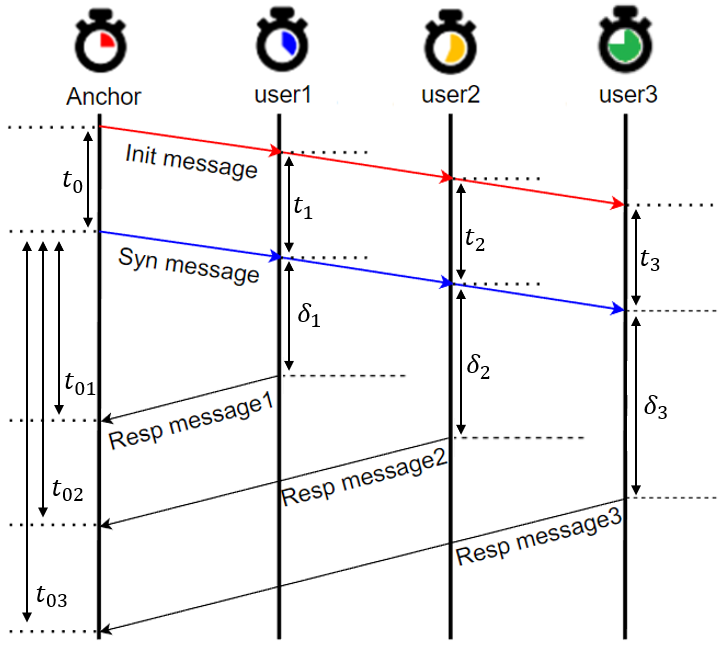 Anchor
user1
user2
user3
Init message
t₀
t₁
t₂
t₃
Syn message
δ₁
δ₂
δ₃
t₀₁
Resp message1
t₀₂
Resp message2
Resp message3
t₀₃